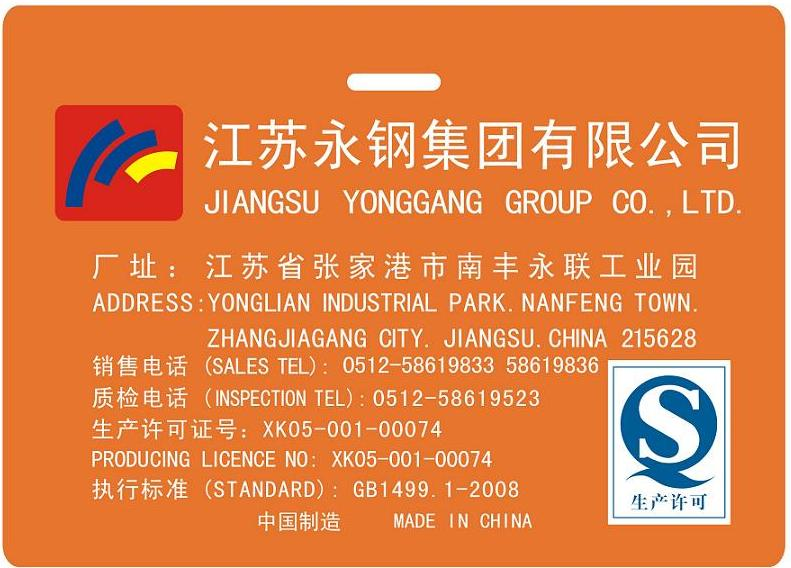 江苏永钢集团有限公司
JIANGSU YONGGANG GROUP CO.,LTD.
厂址：江苏省张家港市南丰永联工业园
ADDRESS:YONGLIAN INDUSTRIAL PARK.NANFENG TOWN.
ZHANGJIAGANG CITY. JIANGSU.CHINA 215628
销售电话 (SALES TEL): 0512-58619833 58619836
质检电话 (INSPECTION TEL):0512-58619523
生产许可证号: XK05-001-00074
PRODUCING LICENCE NO: XK05-001-00074
执行标准 (STANDARD): GB1499.1-2008
中国制造 MADE IN CHINA
S
生产许可